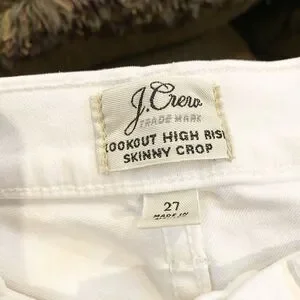 J.Crew
TRADE MARK
LOOKOUT HIGH RISE
SKINNY CROP
27
MADE IN